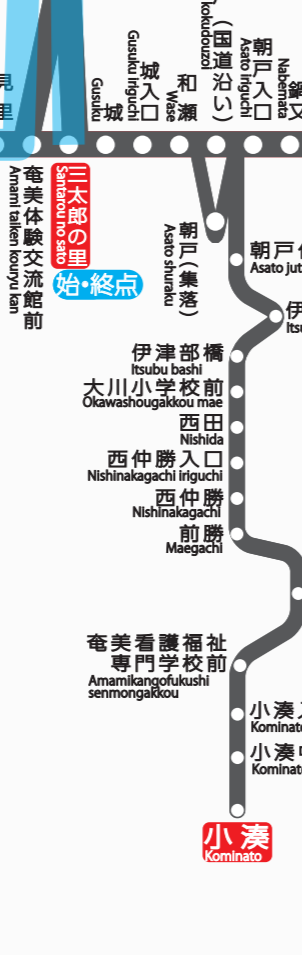 見里
奄美体験交流館前
Amami taiken kouryu kan
三太郎の里
Santarou no sato
始・終点
城
Gusuku
城入口
Gusuku iriguchi
和瀬
Wase
(国道沿い)
kokudouzoi
朝戸入口
Asato iriguchi
鍋又
Nabemata
朝戸(集落)
Asato shuraku
朝戸
Asato
伊
Itsu
伊津部橋
Itsubu bashi
大川小学校前
Okawashougakkou mae
西田
Nishida
西仲勝入口
Nishinakagachi iriguchi
西仲勝
Nishinakagachi
前勝
Maegachi
奄美看護福祉
専門学校前
Amamikangofukushi
senmongakkou
小湊
Kominato
小湊
Kominato
小湊
Kominato